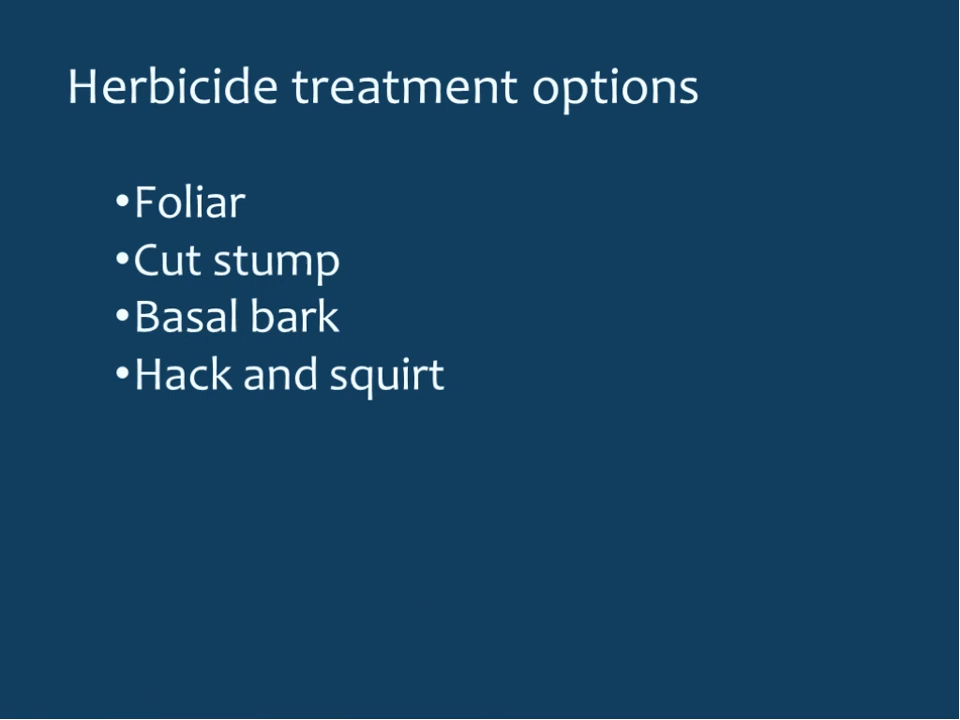 Herbicide treatment options
•Foliar
•Cut stump
•Basal bark
•Hack and squirt